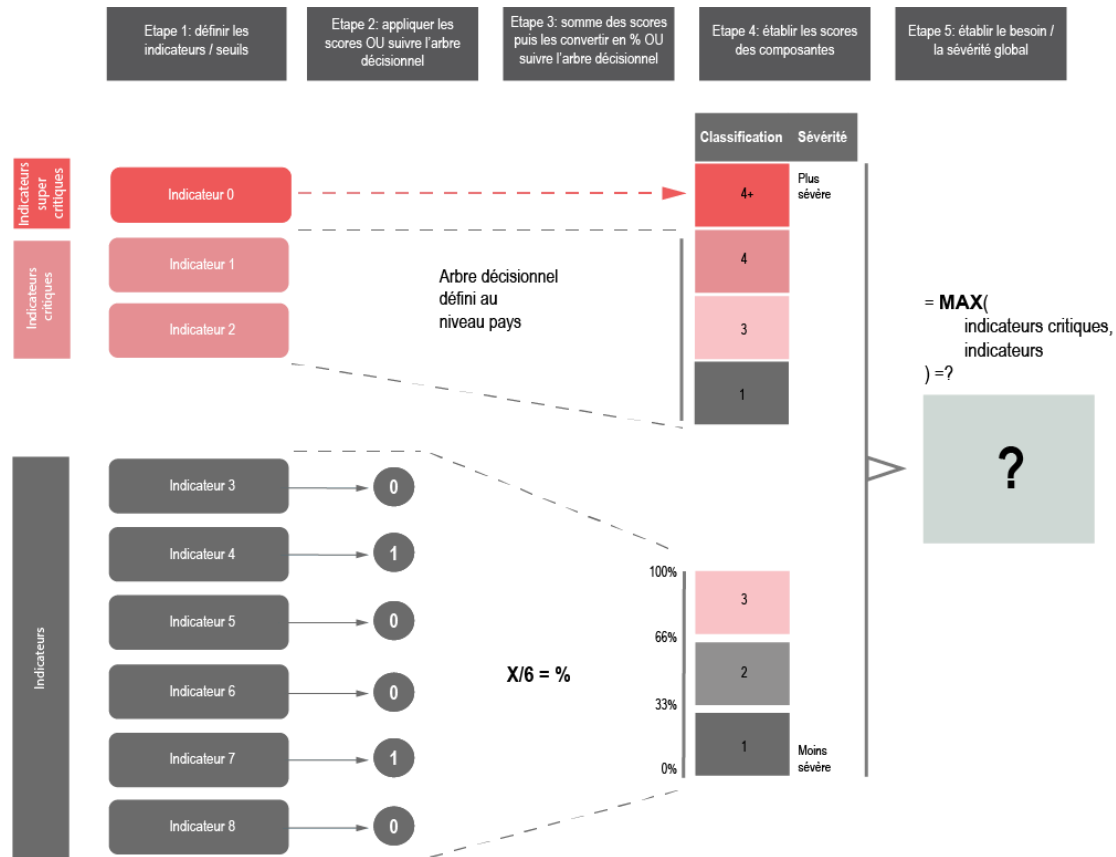 Etape 1: définir les
indicateurs / seuils
Etape 2: appliquer les
scores OU suivre l'arbre
décisionnel
Etape 3: somme des scores
puis les convertir en % OU
suivre l'arbre décisionnel
Etape 4: établir les scores
des composantes
Etape 5: établir le besoin /
la sévérité global
Classification
Sévérité
Indicateurs
super
critiques
Indicateur 0
4+
Plus
sévère
Indicateurs
critiques
Indicateur 1
Indicateur 2
Arbre décisionnel
défini au
niveau pays
4
3
1
= MAX(
indicateurs critiques,
indicateurs
) =?
?
Indicateurs
Indicateur 3
0
Indicateur 4
1
Indicateur 5
0
Indicateur 6
0
Indicateur 7
1
Indicateur 8
0
X/6 = %
100%
66%
33%
0%
3
2
1
Moins
sévère